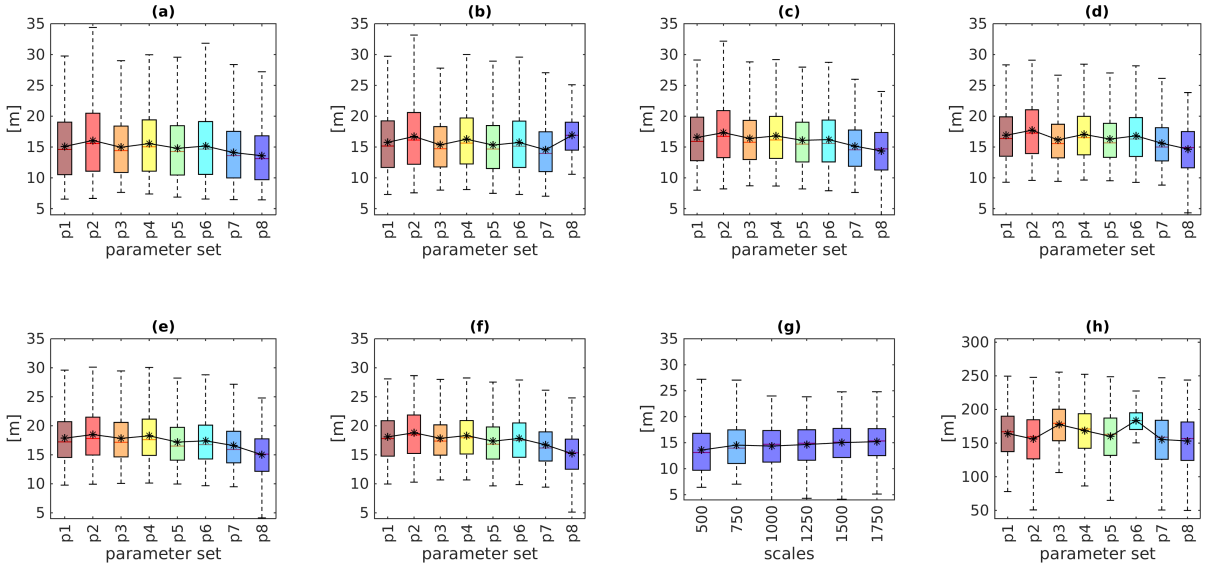 (a)
35
30
25
20
15
10
5
[m]
p1 p2 p3 p4 p5 p6 p7 p8
parameter set
(b)
35
30
25
20
15
10
5
[m]
p1 p2 p3 p4 p5 p6 p7 p8
parameter set
(c)
35
30
25
20
15
10
5
[m]
p1 p2 p3 p4 p5 p6 p7 p8
parameter set
(d)
35
30
25
20
15
10
5
[m]
p1 p2 p3 p4 p5 p6 p7 p8
parameter set
(e)
35
30
25
20
15
10
5
[m]
p1 p2 p3 p4 p5 p6 p7 p8
parameter set
(f)
35
30
25
20
15
10
5
[m]
p1 p2 p3 p4 p5 p6 p7 p8
parameter set
(g)
35
30
25
20
15
10
5
[m]
500 750 1000 1250 1500 1750
scales
(h)
300
250
200
150
100
50
[m]
p1 p2 p3 p4 p5 p6 p7 p8
parameter set